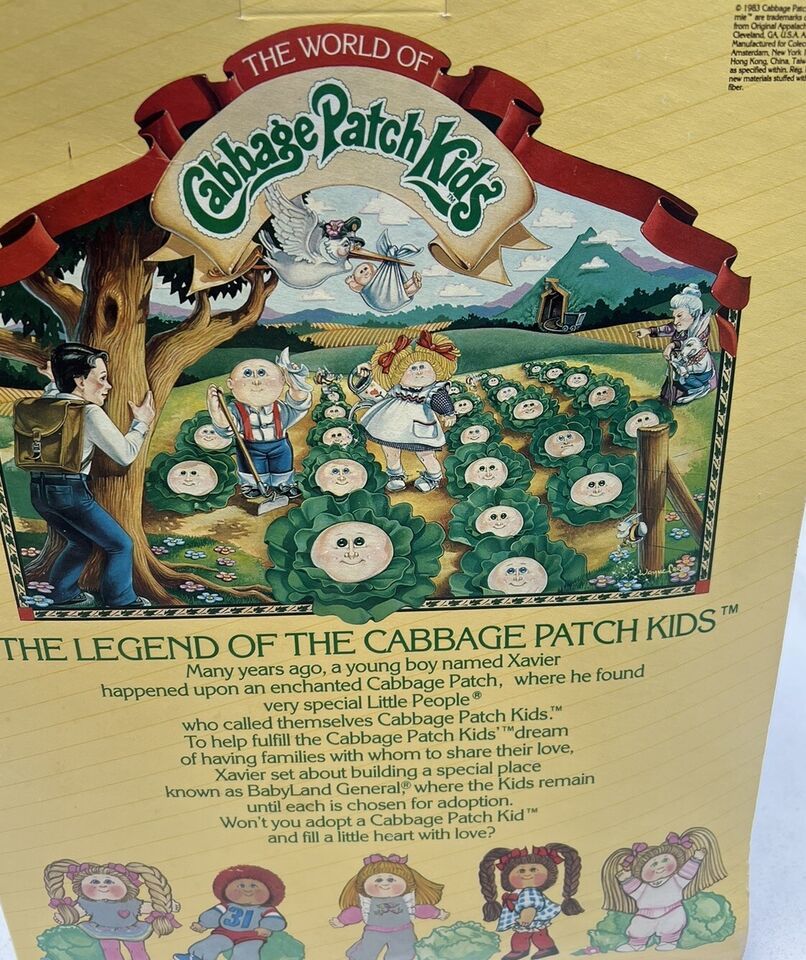 © 1983 Cabbage Patc
mie™ are trademarks
from Original Appalach
Cleveland, GA, U.S.A. A
Manufactured for Colec
Amsterdam, New York
Hong Kong, China, Taiw
as specified within. Reg.
new materials stuffed wit
fiber.
THE WORLD OF
Cabbage Patch Kids™
THE LEGEND OF THE CABBAGE PATCH KIDS™
Many years ago, a young boy named Xavier
happened upon an enchanted Cabbage Patch, where he found
very special Little People®
who called themselves Cabbage Patch Kids.™
To help fulfill the Cabbage Patch Kids'™ dream
of having families with whom to share their love,
Xavier set about building a special place
known as BabyLand General,® where the Kids remain
until each is chosen for adoption.
Won't you adopt a Cabbage Patch Kid™
and fill a little heart with love?
31